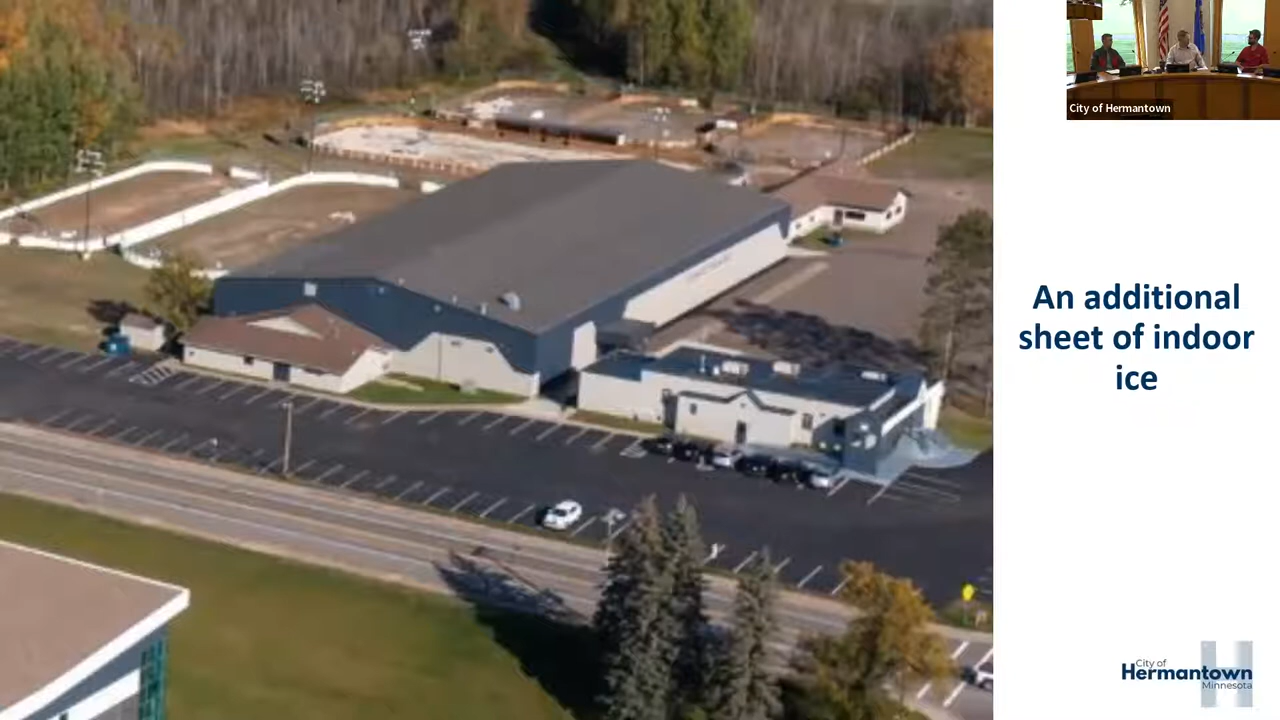 City of Hermantown
An additional
sheet of indoor
ice
City of
Hermantown
Minnesota